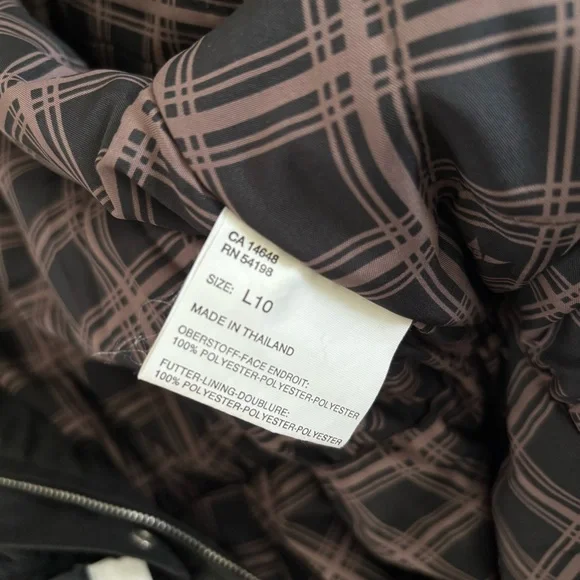 CA 14648
RN 54198
SIZE: L10
MADE IN THAILAND
OBERSTOFF-FACE ENDROIT:
100% POLYESTER-POLYESTER-POLYESTER
FUTTER-LINING-DOUBLURE:
100% POLYESTER-POLYESTER-POLYESTER